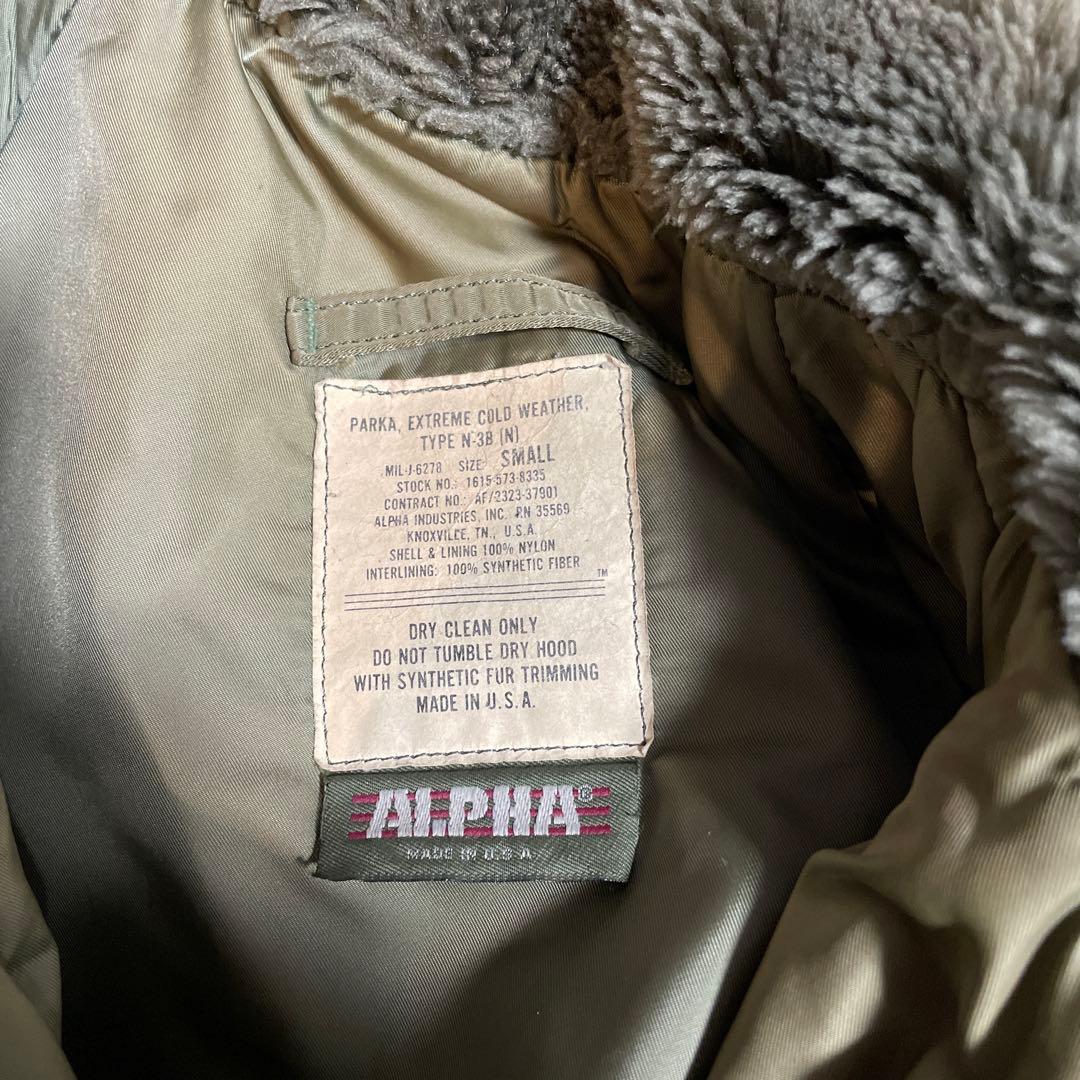 PARKA, EXTREME COLD WEATHER,
TYPE N-3B (N)
MIL-J-6278 SIZE: SMALL
STOCK NO.: 1615-573-8335
CONTRACT NO.: AF/2323-37901
ALPHA INDUSTRIES, INC. RN 35569
KNOXVILLE, TN., U.S.A.
SHELL & LINING 100% NYLON
INTERLINING: 100% SYNTHETIC FIBER
TM
DRY CLEAN ONLY
DO NOT TUMBLE DRY HOOD
WITH SYNTHETIC FUR TRIMMING
MADE IN U.S.A.
ALPHA®
MADE IN U.S.A.